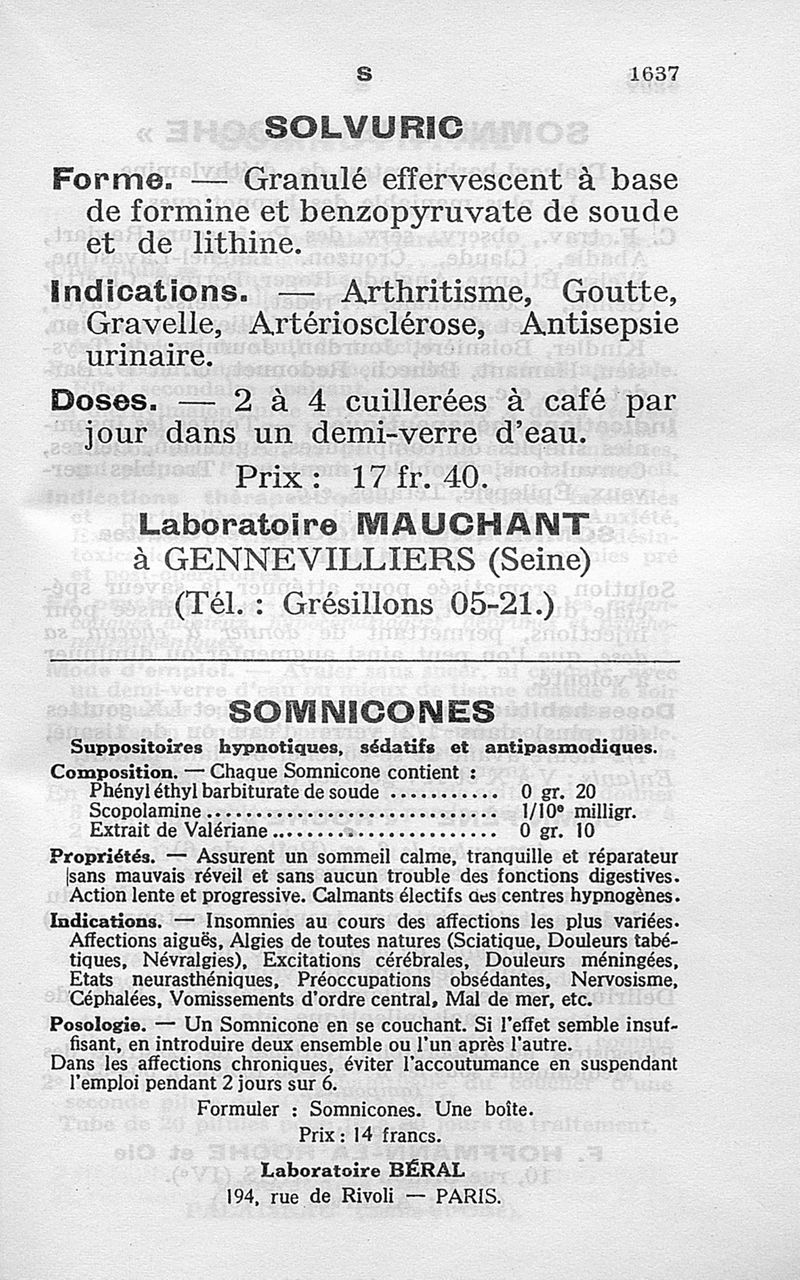 S 1637
SOLVURIC
Forme. — Granulé effervescent à base
de formine et benzopyruvate de soude
et de lithine.
Indications. — Arthritisme, Goutte,
Gravelle, Artériosclérose, Antisepsie
urinaire.
Doses. — 2 à 4 cuillerées à café par
jour dans un demi-verre d'eau.
Prix : 17 fr. 40.
Laboratoire MAUCHANT
à GENNEVILLIERS (Seine)
(Tél. : Grésillons 05-21.)
SOMNICONES
Suppositoires hypnotiques, sédatifs et antipasmodiques.
Composition. — Chaque Somnicone contient :
Phényl éthyl barbiturate de soude ........... 0 gr. 20
Scopolamine ............................. 1/10e milligr.
Extrait de Valériane ....................... 0 gr. 10
Propriétés. — Assurent un sommeil calme, tranquille et réparateur
sans mauvais réveil et sans aucun trouble des fonctions digestives.
Action lente et progressive. Calmants électifs des centres hypnogènes.
Indications. — Insomnies au cours des affections les plus variées.
Affections aiguës, Algies de toutes natures (Sciatique, Douleurs tabé-
tiques, Névralgies), Excitations cérébrales, Douleurs méningées,
Etats neurasthéniques, Préoccupations obsédantes, Nervosisme,
Céphalées, Vomissements d'ordre central, Mal de mer, etc.
Posologie. — Un Somnicone en se couchant. Si l'effet semble insuf-
fisant, en introduire deux ensemble ou l'un après l'autre.
Dans les affections chroniques, éviter l'accoutumance en suspendant
l'emploi pendant 2 jours sur 6.
Formuler : Somnicones. Une boîte.
Prix : 14 francs.
Laboratoire BÉRAL
194, rue de Rivoli — PARIS.